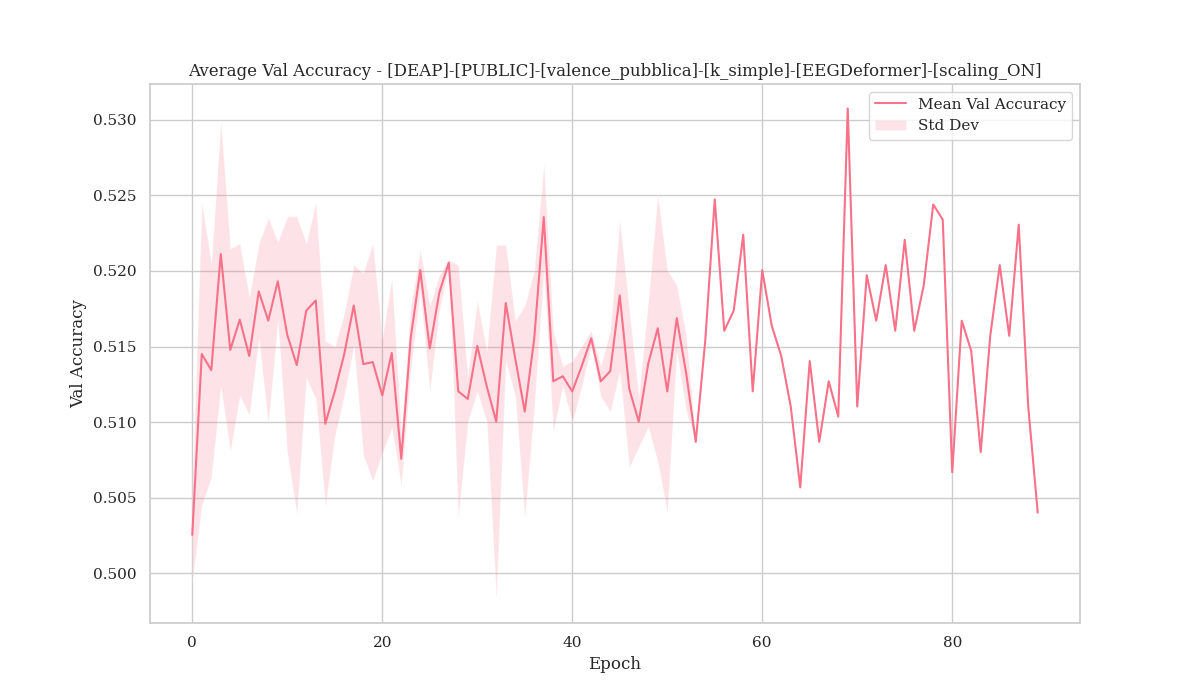 Average Val Accuracy - [DEAP]-[PUBLIC]-[valence_pubblica]-[k_simple]-[EEGDeformer]-[scaling_ON]
Mean Val Accuracy
Std Dev
0.530
0.525
0.520
0.515
0.510
0.505
0.500
Val Accuracy
0 20 40 60 80
Epoch